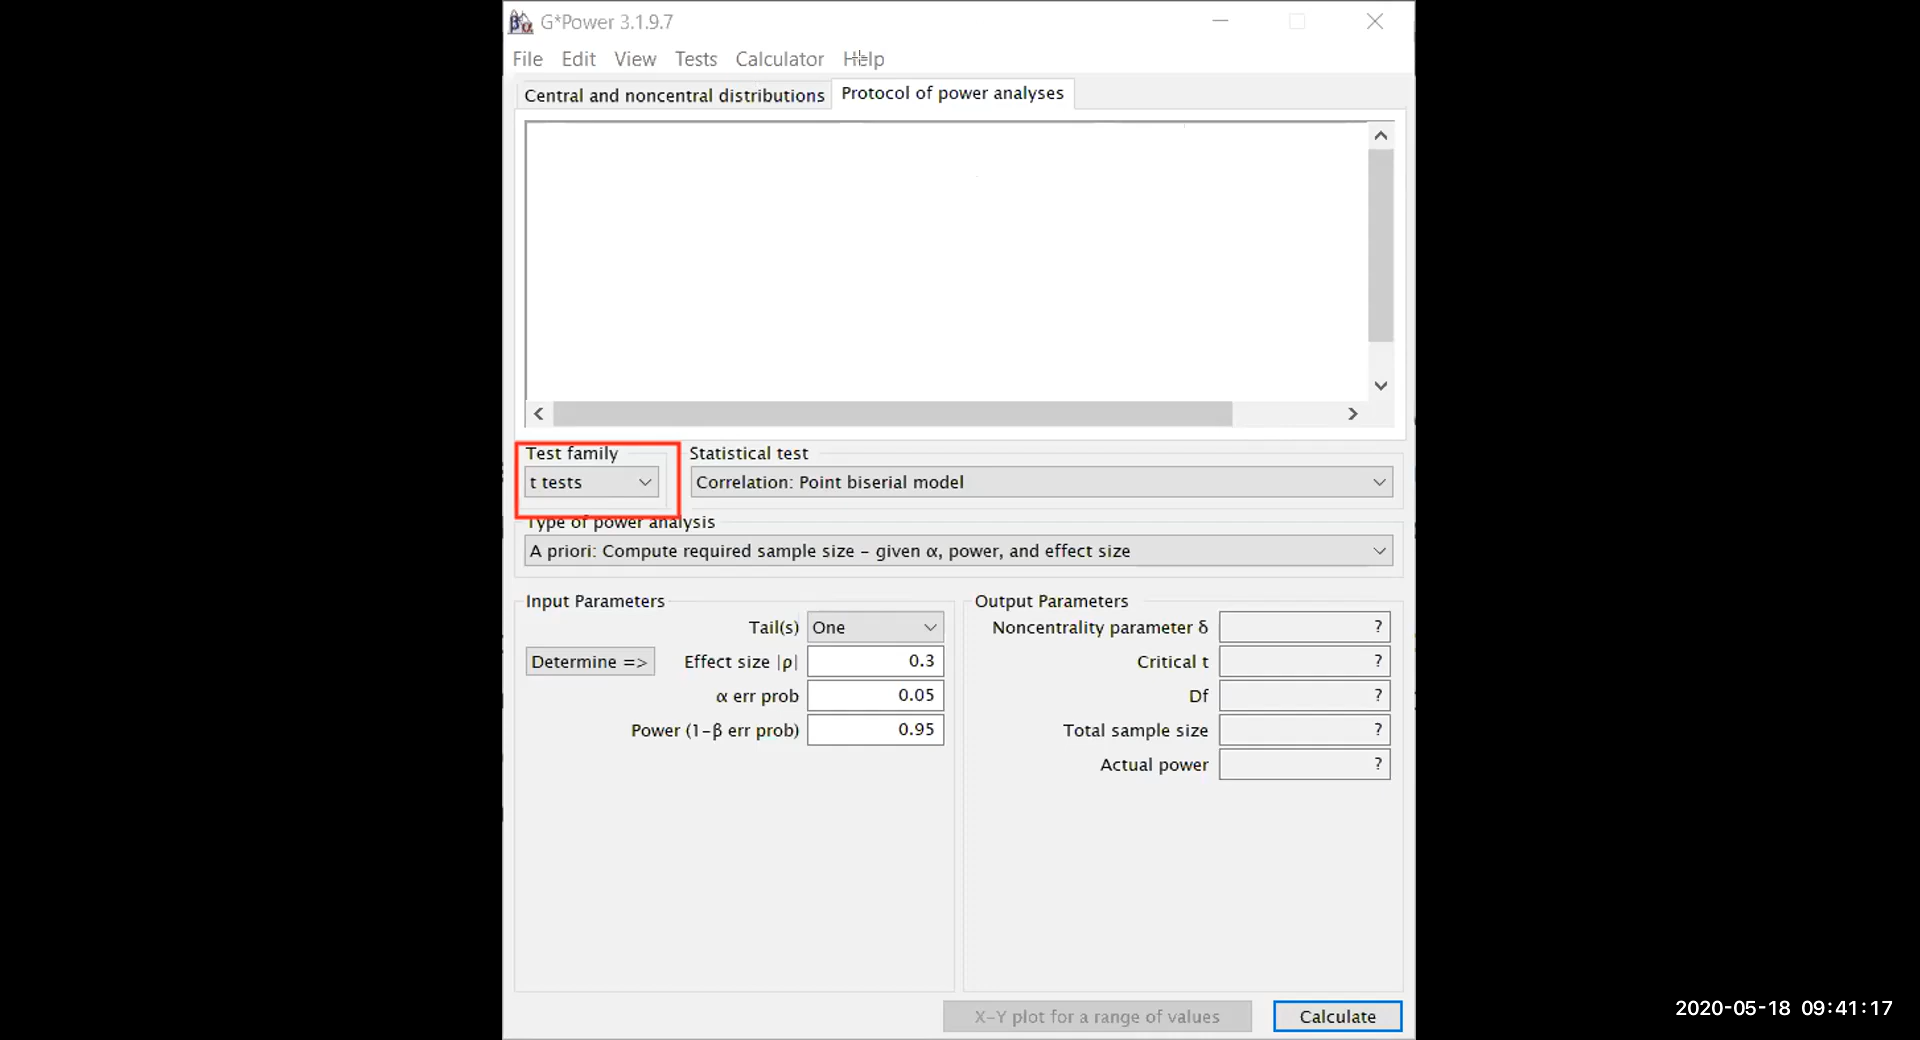 G*Power 3.1.9.7
File Edit View Tests Calculator Help
Central and noncentral distributions Protocol of power analyses
Test family Statistical test
t tests Correlation: Point biserial model
Type of power analysis
A priori: Compute required sample size – given α, power, and effect size
Input Parameters Output Parameters
Tail(s) One Noncentrality parameter δ ?
Determine => Effect size |ρ| 0.3 Critical t ?
α err prob 0.05 Df ?
Power (1–β err prob) 0.95 Total sample size ?
Actual power ?
X–Y plot for a range of values Calculate
2020-05-18 09:41:17